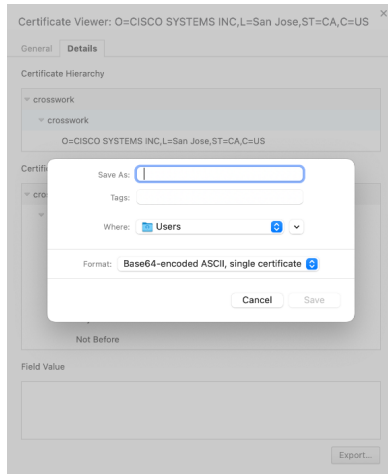 Certificate Viewer: O=CISCO SYSTEMS INC,L=San Jose,ST=CA,C=US
×
General Details
Certificate Hierarchy
crosswork
crosswork
O=CISCO SYSTEMS INC,L=San Jose,ST=CA,C=US
Certifi
cro
Save As:
Tags:
Where: Users
Format: Base64-encoded ASCII, single certificate
Cancel Save
Not Before
Field Value
Export...